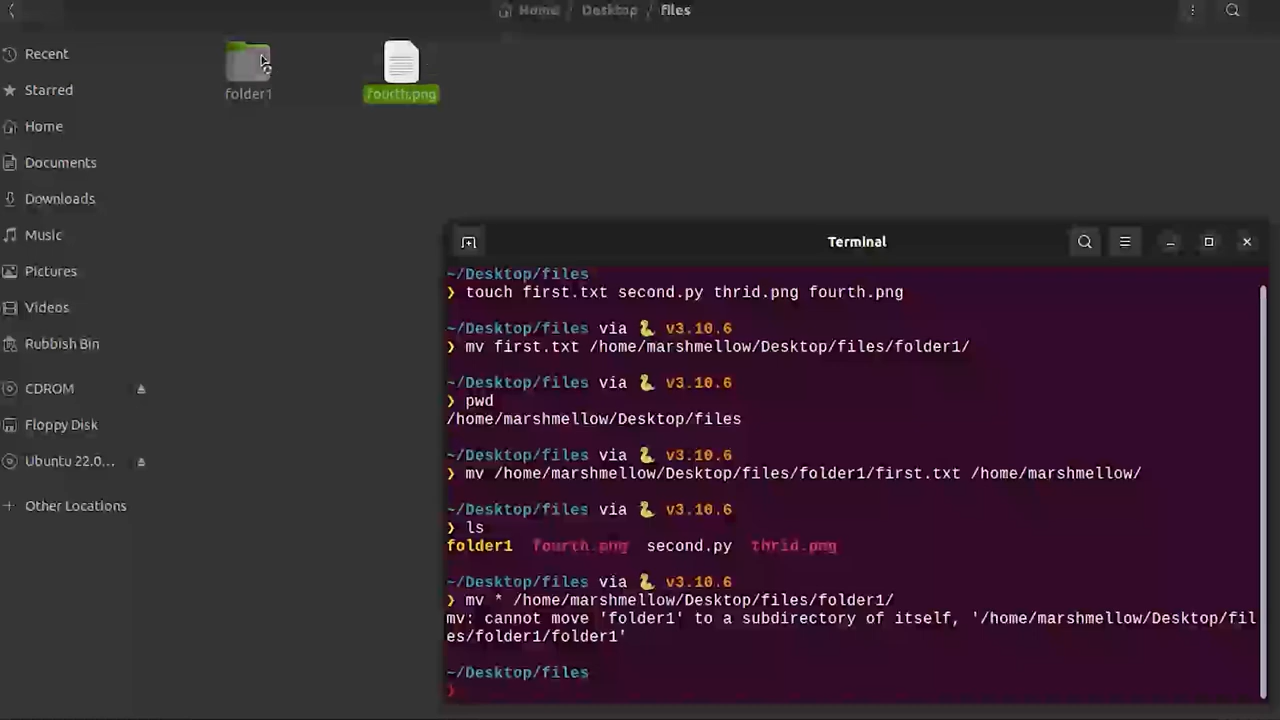 Home / Desktop / files
Recent
Starred
Home
Documents
Downloads
Music
Pictures
Videos
Rubbish Bin
CDROM
Floppy Disk
Ubuntu 22.0...
+ Other Locations
folder1
fourth.png
Terminal
~/Desktop/files
❯ touch first.txt second.py thrid.png fourth.png
~/Desktop/files via 🐍 v3.10.6
❯ mv first.txt /home/marshmellow/Desktop/files/folder1/
~/Desktop/files via 🐍 v3.10.6
❯ pwd
/home/marshmellow/Desktop/files
~/Desktop/files via 🐍 v3.10.6
❯ mv /home/marshmellow/Desktop/files/folder1/first.txt /home/marshmellow/
~/Desktop/files via 🐍 v3.10.6
❯ ls
folder1 fourth.png second.py thrid.png
~/Desktop/files via 🐍 v3.10.6
❯ mv * /home/marshmellow/Desktop/files/folder1/
mv: cannot move 'folder1' to a subdirectory of itself, '/home/marshmellow/Desktop/fil
es/folder1/folder1'
~/Desktop/files
❯